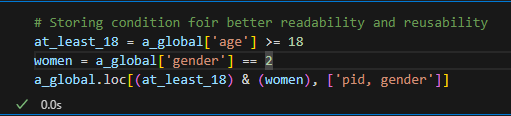 # Storing condition foir better readability and reusability
at_least_18 = a_global['age'] >= 18
women = a_global['gender'] == 2
a_global.loc[(at_least_18) & (women), ['pid, gender']]
✓ 0.0s